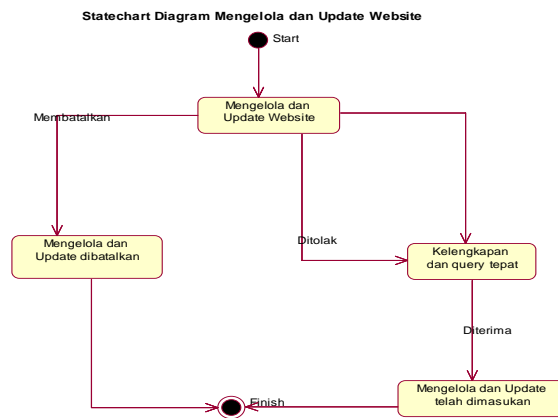 Statechart Diagram Mengelola dan Update Website
Start
Mengelola dan
Update Website
Membatalkan
Mengelola dan
Update dibatalkan
Ditolak
Kelengkapan
dan query tepat
Diterima
Mengelola dan Update
telah dimasukan
Finish